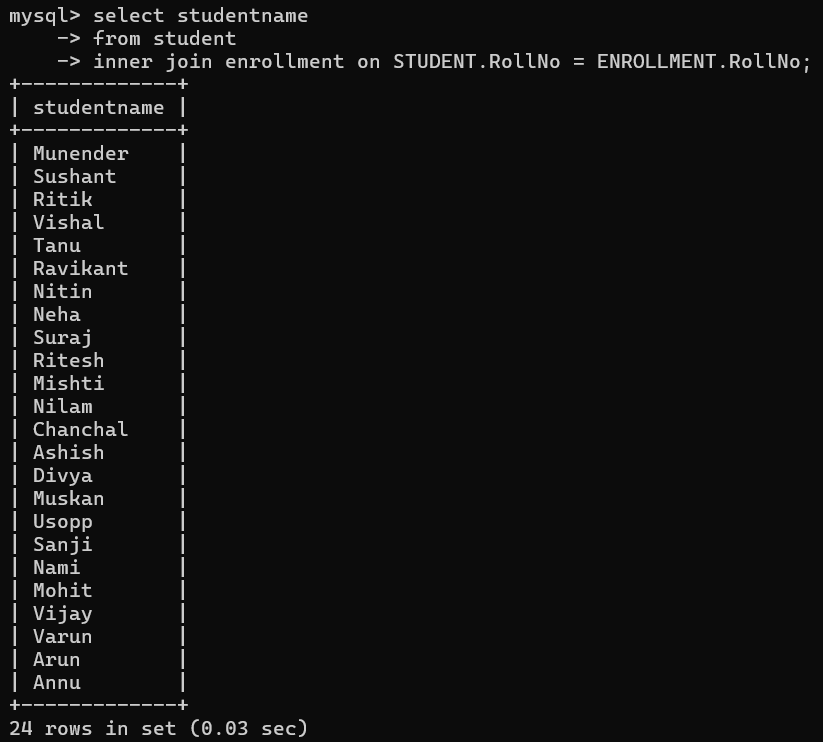 mysql> select studentname
    -> from student
    -> inner join enrollment on STUDENT.RollNo = ENROLLMENT.RollNo;
+-------------+
| studentname |
+-------------+
| Munender    |
| Sushant     |
| Ritik       |
| Vishal      |
| Tanu        |
| Ravikant    |
| Nitin       |
| Neha        |
| Suraj       |
| Ritesh      |
| Mishti      |
| Nilam       |
| Chanchal    |
| Ashish      |
| Divya       |
| Muskan      |
| Usopp       |
| Sanji       |
| Nami        |
| Mohit       |
| Vijay       |
| Varun       |
| Arun        |
| Annu        |
+-------------+
24 rows in set (0.03 sec)